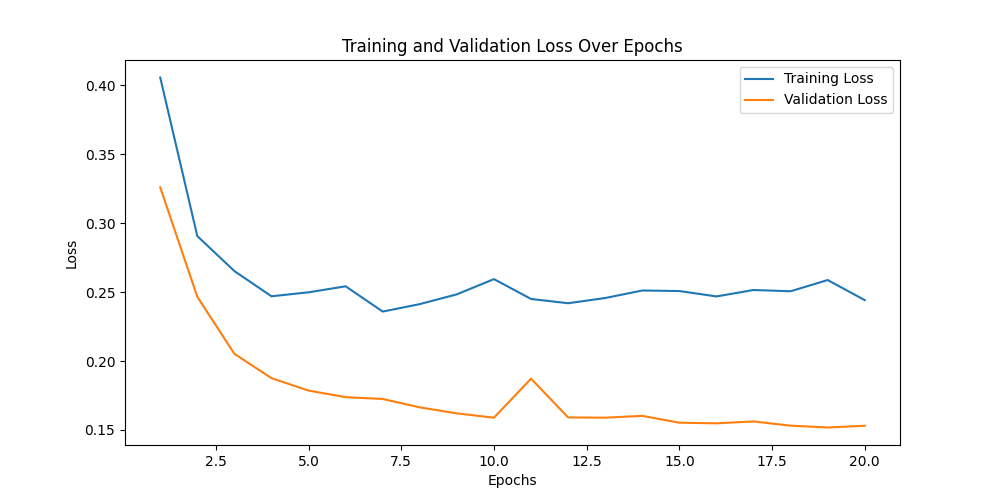 Training and Validation Loss Over Epochs
Training Loss
Validation Loss
Loss
0.40
0.35
0.30
0.25
0.20
0.15
2.5 5.0 7.5 10.0 12.5 15.0 17.5 20.0
Epochs